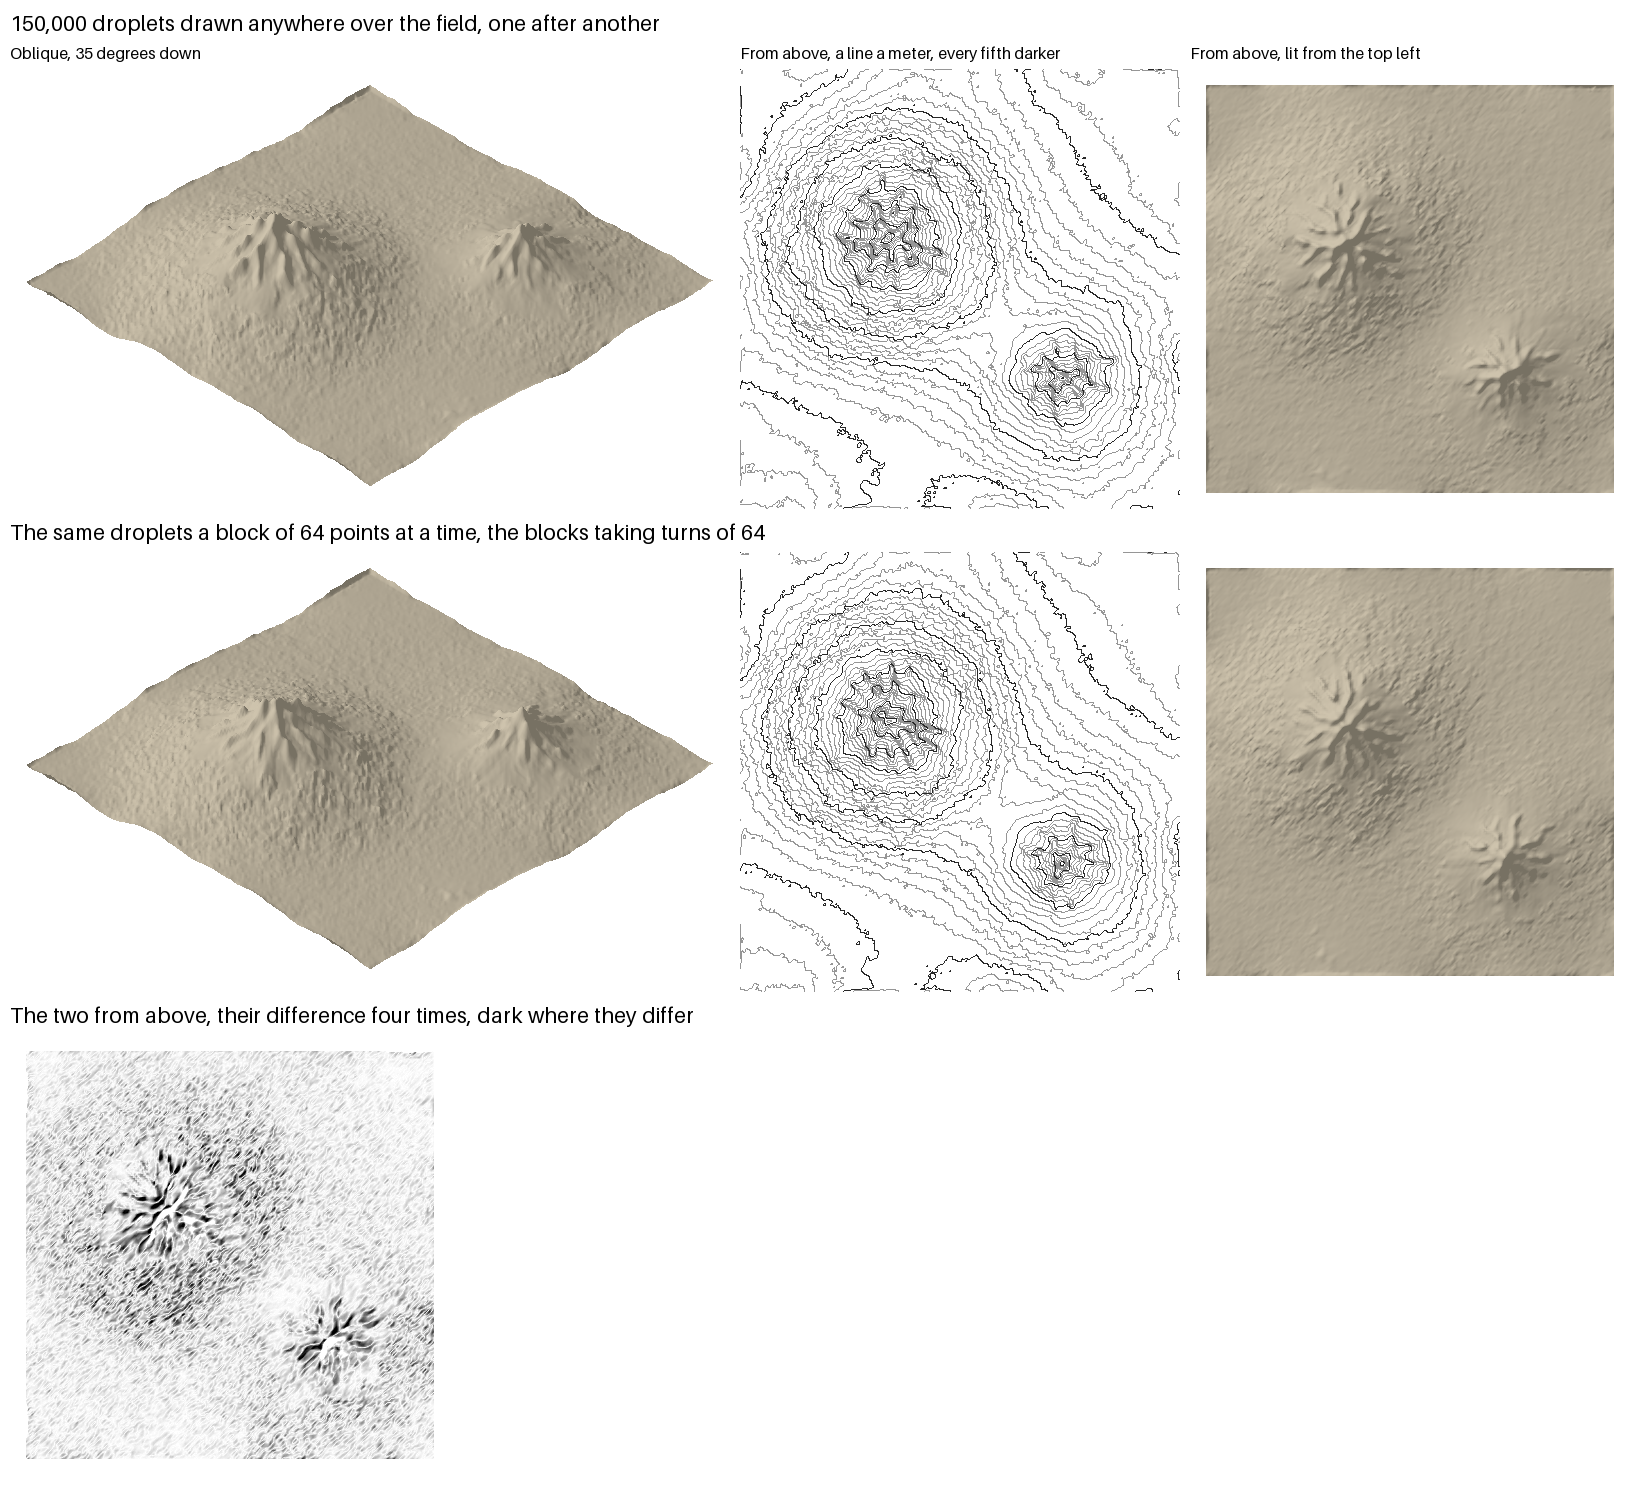 150,000 droplets drawn anywhere over the field, one after another
Oblique, 35 degrees down
From above, a line a meter, every fifth darker
From above, lit from the top left
The same droplets a block of 64 points at a time, the blocks taking turns of 64
The two from above, their difference four times, dark where they differ